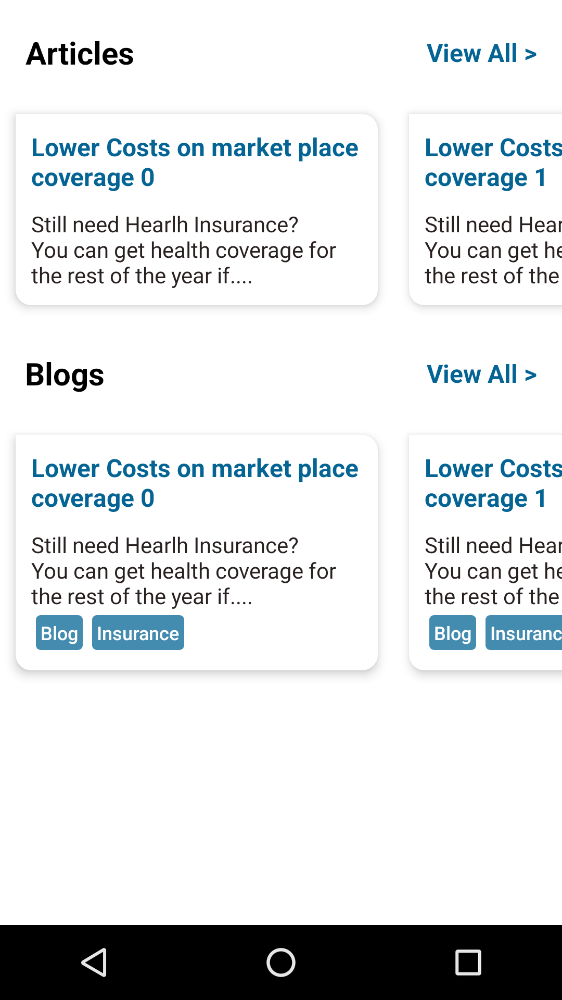 Articles
View All >
Lower Costs on market place
coverage 0
Still need Hearlh Insurance?
You can get health coverage for
the rest of the year if....
Lower Costs
coverage 1
Still need Hear
You can get he
the rest of the
Blogs
View All >
Lower Costs on market place
coverage 0
Still need Hearlh Insurance?
You can get health coverage for
the rest of the year if....
Blog Insurance
Lower Costs
coverage 1
Still need Hear
You can get he
the rest of the
Blog Insuranc